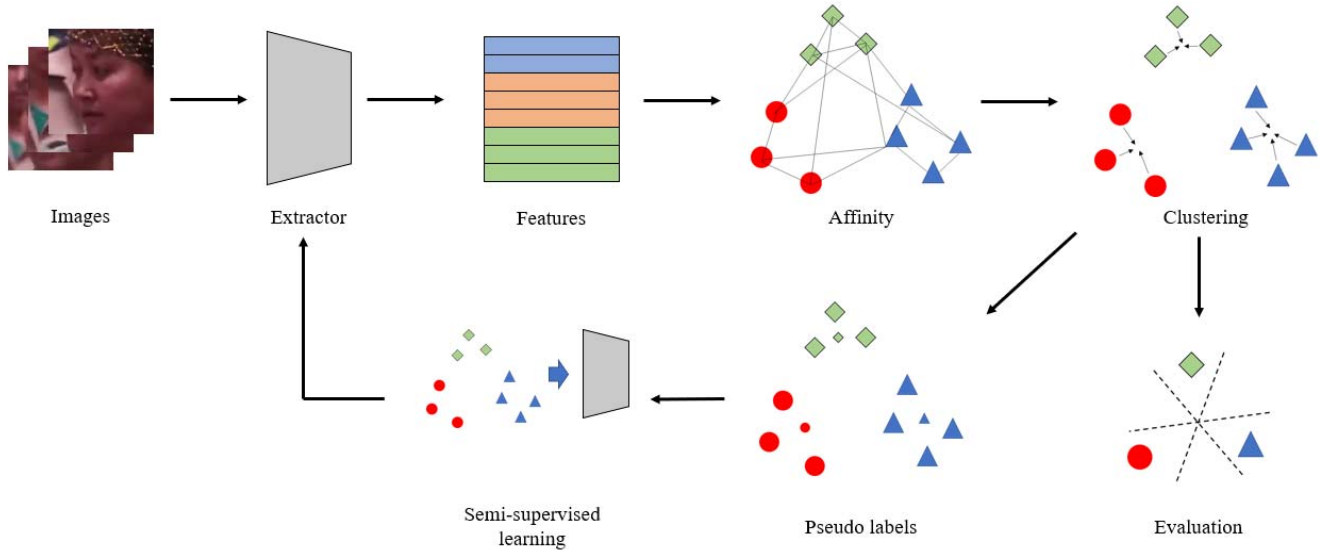 Images
Extractor
Features
Affinity
Clustering
Semi-supervised
learning
Pseudo labels
Evaluation